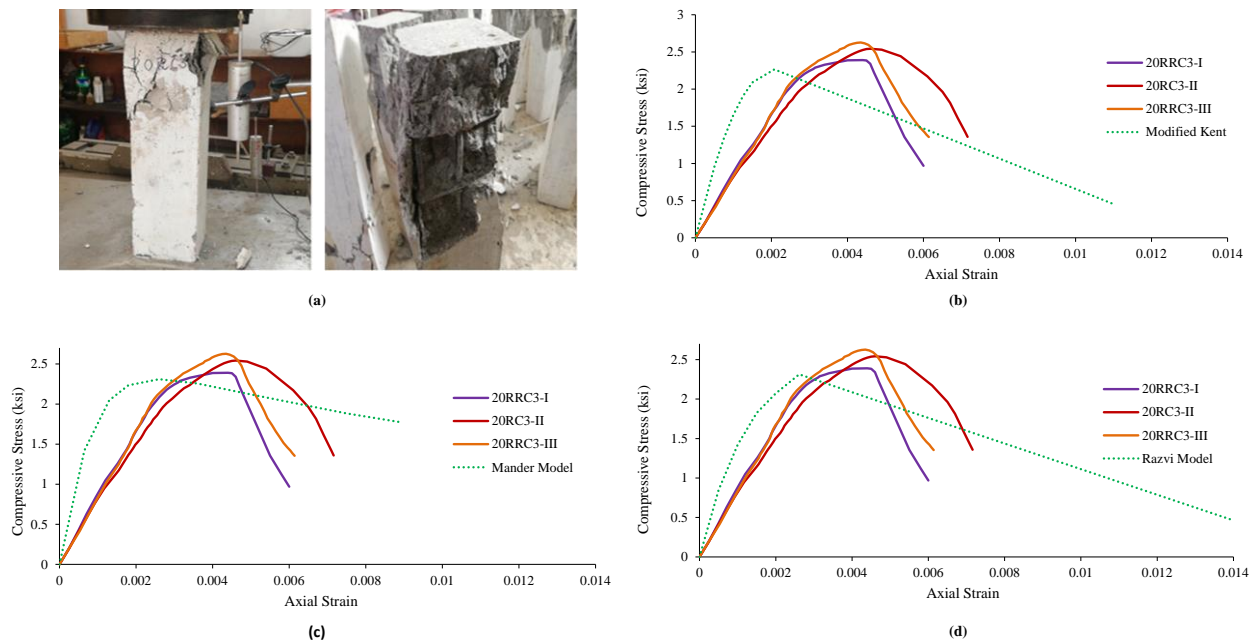 20RC3
(a)
3
2.5
2
1.5
1
0.5
0
0
0.002
0.004
0.006
0.008
0.01
0.012
0.014
Compressive Stress (ksi)
Axial Strain
20RRC3-I
20RC3-II
20RRC3-III
Modified Kent
(b)
2.5
2
1.5
1
0.5
0
0
0.002
0.004
0.006
0.008
0.01
0.012
0.014
Compressive Stress (ksi)
Axial Strain
20RRC3-I
20RC3-II
20RRC3-III
Mander Model
(c)
2.5
2
1.5
1
0.5
0
0
0.002
0.004
0.006
0.008
0.01
0.012
0.014
Compressive Stress (ksi)
Axial Strain
20RRC3-I
20RC3-II
20RRC3-III
Razvi Model
(d)